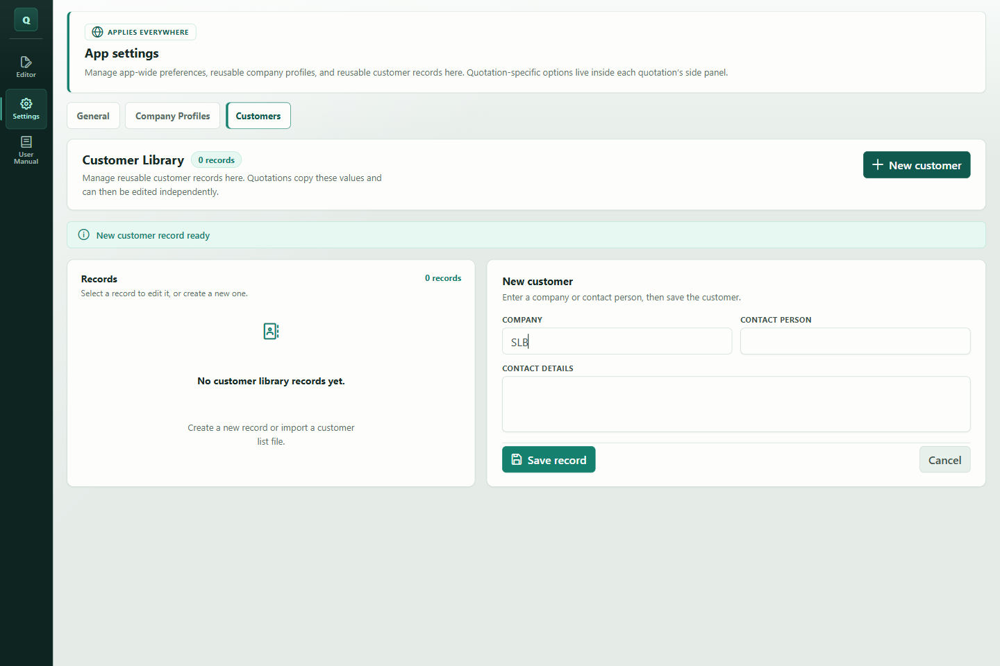 Q
Editor
Settings
User
Manual
APPLIES EVERYWHERE
App settings
Manage app-wide preferences, reusable company profiles, and reusable customer records here. Quotation-specific options live inside each quotation's side panel.
General
Company Profiles
Customers
Customer Library
0 records
Manage reusable customer records here. Quotations copy these values and
can then be edited independently.
New customer
New customer record ready
Records
0 records
Select a record to edit it, or create a new one.
No customer library records yet.
Create a new record or import a customer
list file.
New customer
Enter a company or contact person, then save the customer.
COMPANY
CONTACT PERSON
SLB
CONTACT DETAILS
Save record
Cancel